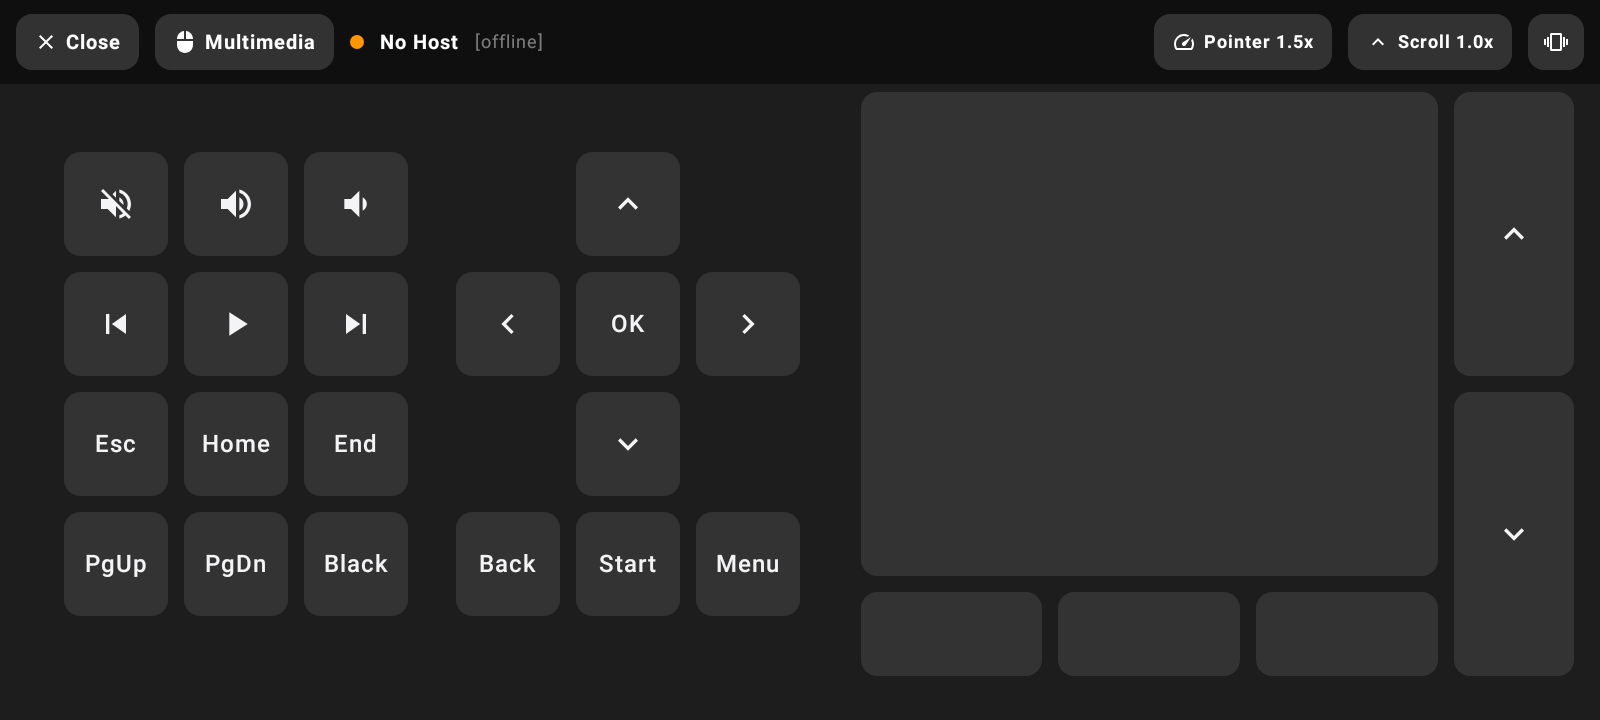 Close
Multimedia
No Host [offline]
Pointer 1.5x
Scroll 1.0x
OK
Esc
Home
End
PgUp
PgDn
Black
Back
Start
Menu